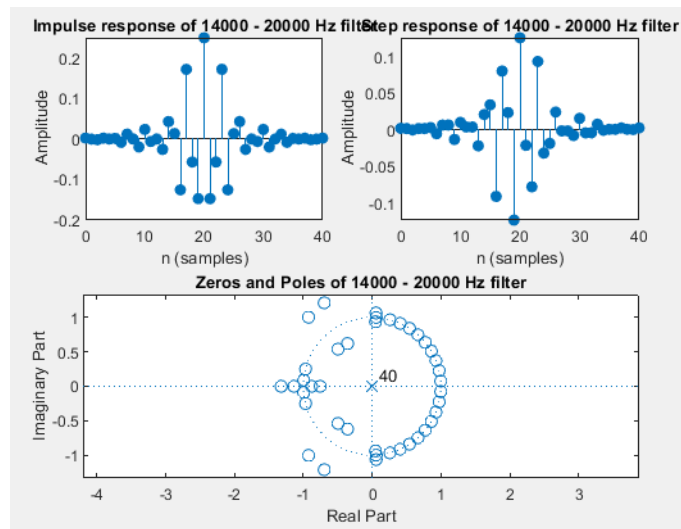 Impulse response of 14000 - 20000 Hz filter
Step response of 14000 - 20000 Hz filter
0.2
0.1
0
-0.1
-0.2
Amplitude
0 10 20 30 40
n (samples)
0.1
0.05
0
-0.05
-0.1
Amplitude
0 10 20 30 40
n (samples)
Zeros and Poles of 14000 - 20000 Hz filter
1
0.5
0
-0.5
-1
Imaginary Part
40
-4 -3 -2 -1 0 1 2 3
Real Part